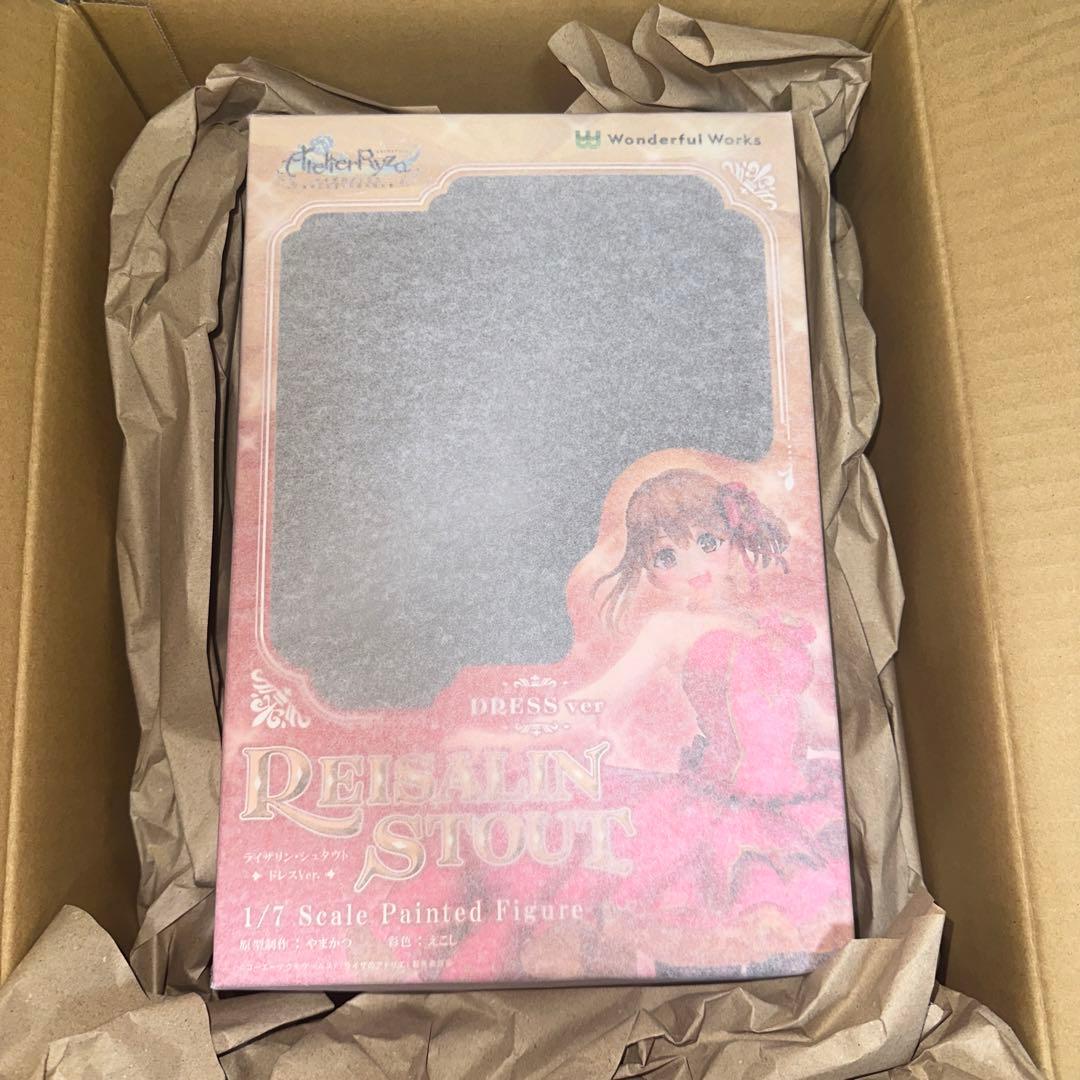 Atelier Ryza
Wonderful Works
DRESS ver
REISALIN
STOUT
ライザリン・シュタウト
ドレスVer.
1/7 Scale Painted Figure
原型制作：やまかつ 彩色：えこし